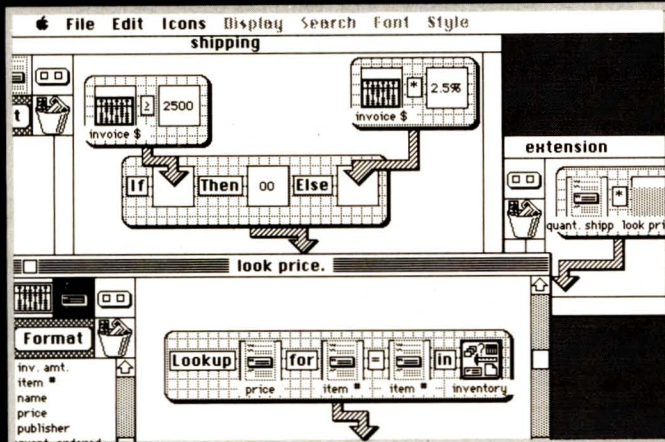 File Edit Icons Display Search Font Style
shipping
≥ 2500
invoice $
* 2.5%
invoice $
t
If Then 00 Else
extension
*
quant. shipp look pri
look price.
Format
inv. amt.
item #
name
price
publisher
quant. ordered
Lookup for = in
price item # item # inventory